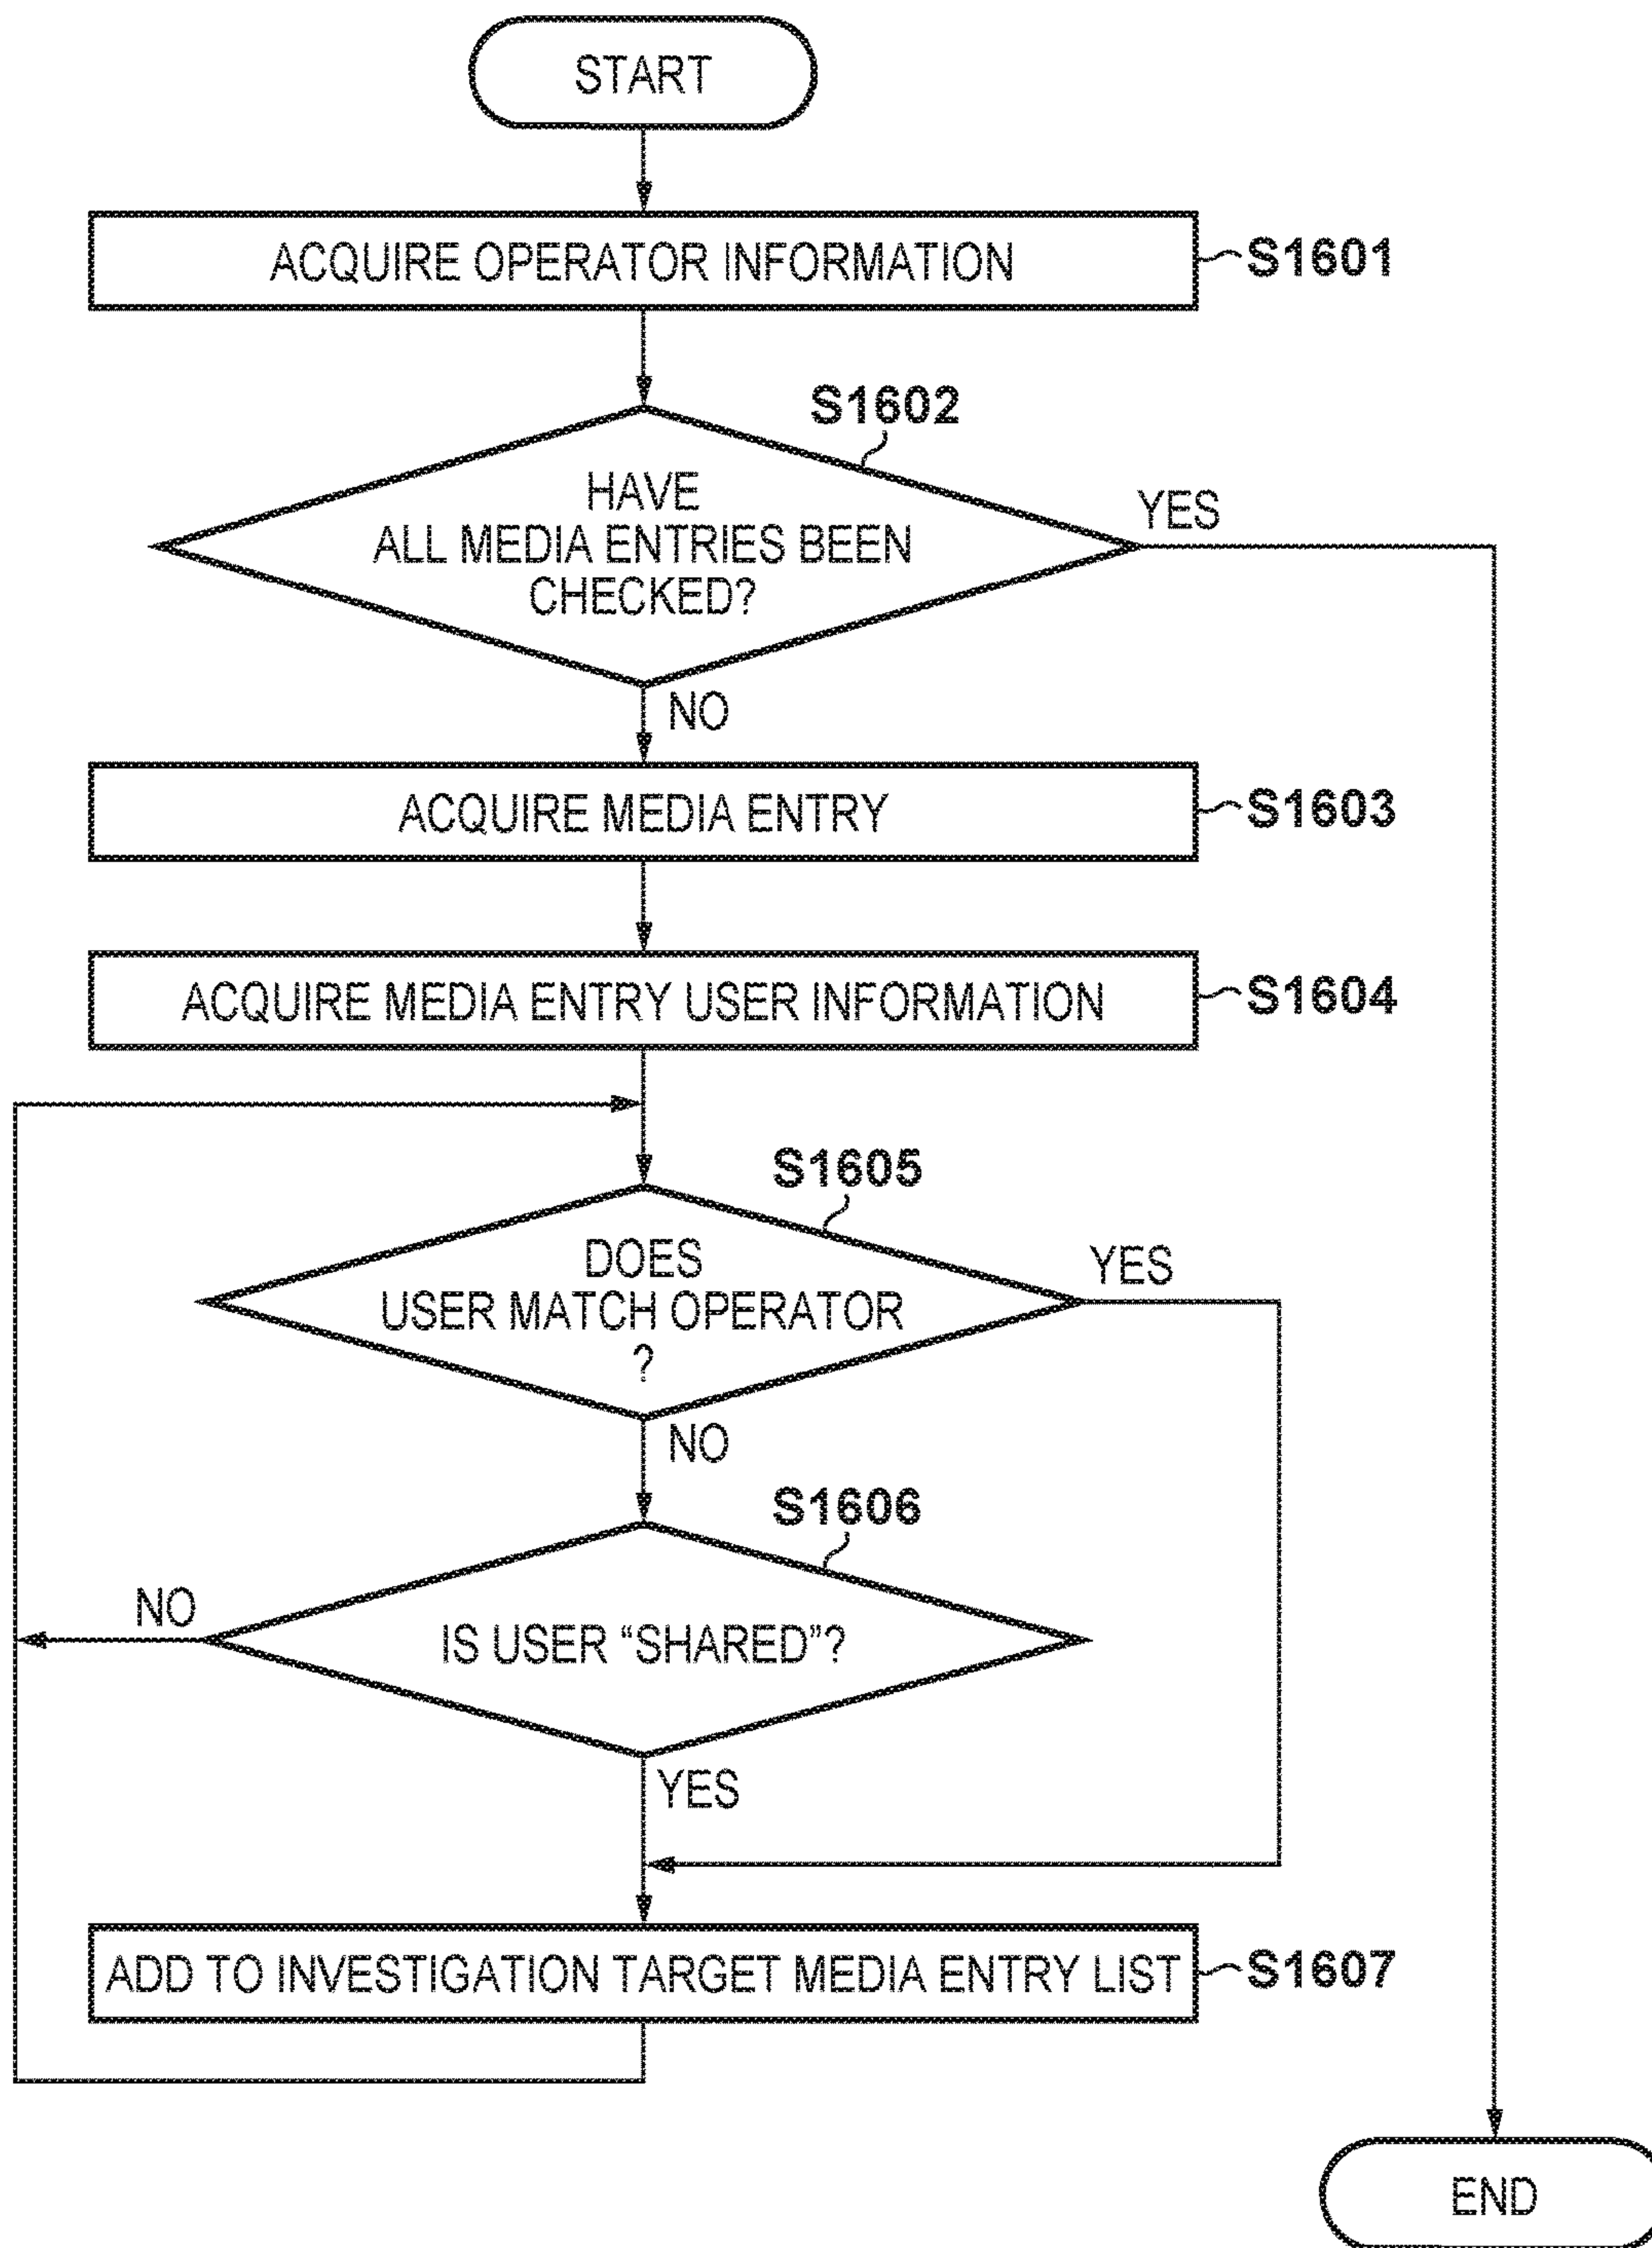 START
ACQUIRE OPERATOR INFORMATION
S1601
S1602
HAVE
ALL MEDIA ENTRIES BEEN
CHECKED?
YES
NO
ACQUIRE MEDIA ENTRY
S1603
ACQUIRE MEDIA ENTRY USER INFORMATION
S1604
S1605
DOES
USER MATCH OPERATOR
?
YES
NO
S1606
IS USER “SHARED”?
NO
YES
ADD TO INVESTIGATION TARGET MEDIA ENTRY LIST
S1607
END